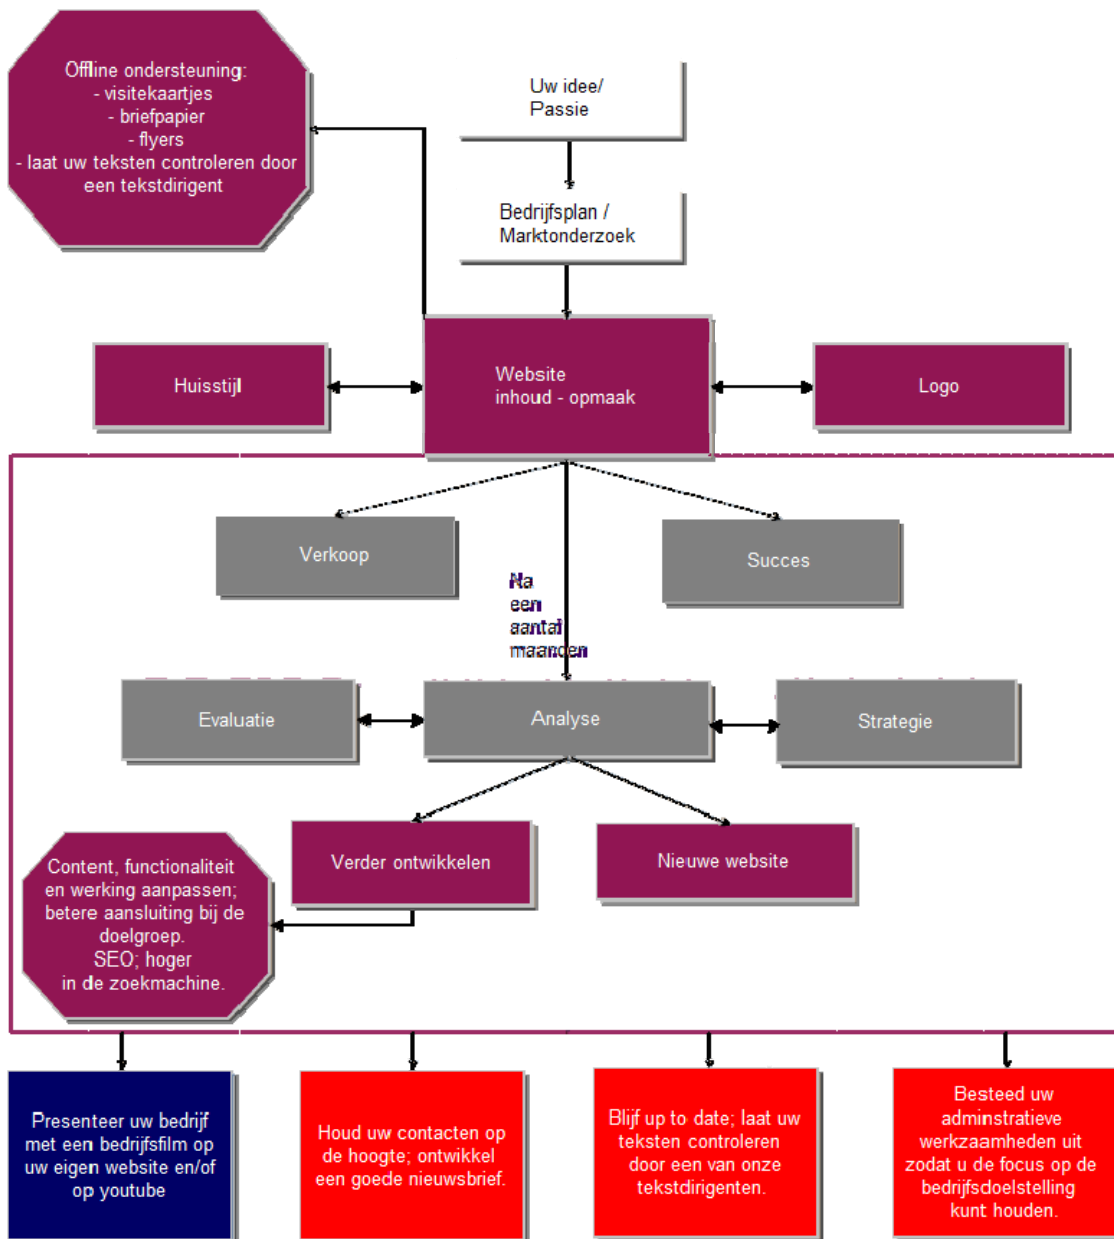 Offline ondersteuning:
- visitekaartjes
- briefpapier
- flyers
- laat uw teksten controleren door
een tekstdirigent
Uw idee/
Passie
Bedrijfsplan /
Marktonderzoek
Huisstijl
Website
inhoud - opmaak
Logo
Verkoop
Succes
Na
een
aantal
maanden
Evaluatie
Analyse
Strategie
Verder ontwikkelen
Nieuwe website
Content, functionaliteit
en werking aanpassen;
betere aansluiting bij de
doelgroep.
SEO; hoger
in de zoekmachine.
Presenteer uw bedrijf
met een bedrijfsfilm op
uw eigen website en/of
op youtube
Houd uw contacten op
de hoogte; ontwikkel
een goede nieuwsbrief.
Blijf up to date; laat uw
teksten controleren
door een van onze
tekstdirigenten.
Besteed uw
adminstratieve
werkzaamheden uit
zodat u de focus op de
bedrijfsdoelstelling
kunt houden.